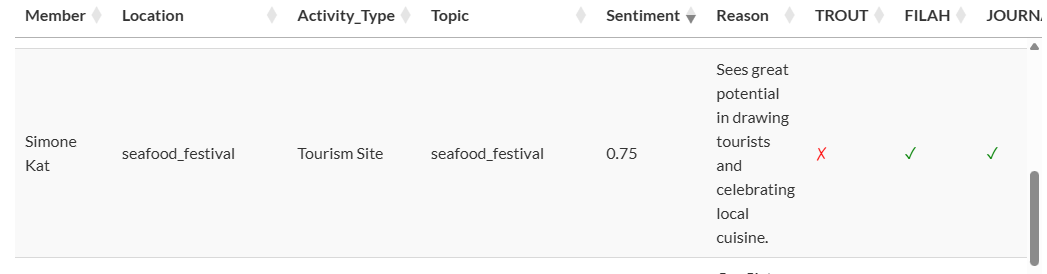 Member Location Activity_Type Topic Sentiment Reason TROUT FILAH JOURN
Sees great
potential
in drawing
Simone
Kat
seafood_festival Tourism Site seafood_festival 0.75 ✗ ✓ ✓
tourists
and
celebrating
local
cuisine.